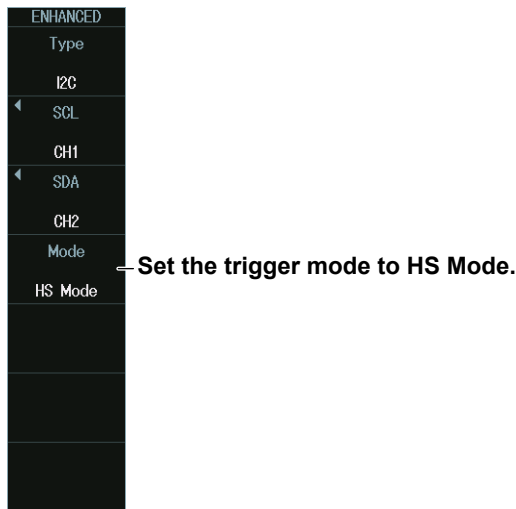 ENHANCED
Type
I2C
SCL
CH1
SDA
CH2
Mode
HS Mode
Set the trigger mode to HS Mode.